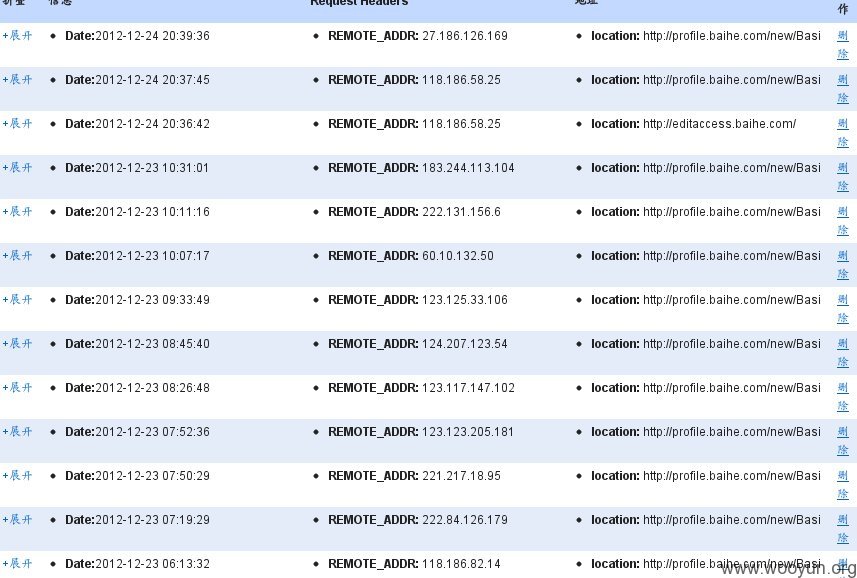 折叠 信息 Request Headers 地址 作
+展开 • Date:2012-12-24 20:39:36 • REMOTE_ADDR: 27.186.126.169 • location: http://profile.baihe.com/new/Basi 删
除
+展开 • Date:2012-12-24 20:37:45 • REMOTE_ADDR: 118.186.58.25 • location: http://profile.baihe.com/new/Basi 删
除
+展开 • Date:2012-12-24 20:36:42 • REMOTE_ADDR: 118.186.58.25 • location: http://editaccess.baihe.com/ 删
除
+展开 • Date:2012-12-23 10:31:01 • REMOTE_ADDR: 183.244.113.104 • location: http://profile.baihe.com/new/Basi 删
除
+展开 • Date:2012-12-23 10:11:16 • REMOTE_ADDR: 222.131.156.6 • location: http://profile.baihe.com/new/Basi 删
除
+展开 • Date:2012-12-23 10:07:17 • REMOTE_ADDR: 60.10.132.50 • location: http://profile.baihe.com/new/Basi 删
除
+展开 • Date:2012-12-23 09:33:49 • REMOTE_ADDR: 123.125.33.106 • location: http://profile.baihe.com/new/Basi 删
除
+展开 • Date:2012-12-23 08:45:40 • REMOTE_ADDR: 124.207.123.54 • location: http://profile.baihe.com/new/Basi 删
除
+展开 • Date:2012-12-23 08:26:48 • REMOTE_ADDR: 123.117.147.102 • location: http://profile.baihe.com/new/Basi 删
除
+展开 • Date:2012-12-23 07:52:36 • REMOTE_ADDR: 123.123.205.181 • location: http://profile.baihe.com/new/Basi 删
除
+展开 • Date:2012-12-23 07:50:29 • REMOTE_ADDR: 221.217.18.95 • location: http://profile.baihe.com/new/Basi 删
除
+展开 • Date:2012-12-23 07:19:29 • REMOTE_ADDR: 222.84.126.179 • location: http://profile.baihe.com/new/Basi 删
除
+展开 • Date:2012-12-23 06:13:32 • REMOTE_ADDR: 118.186.82.14 • location: http://profile.baihe.com/new/Basi 删
www.wooyun.org